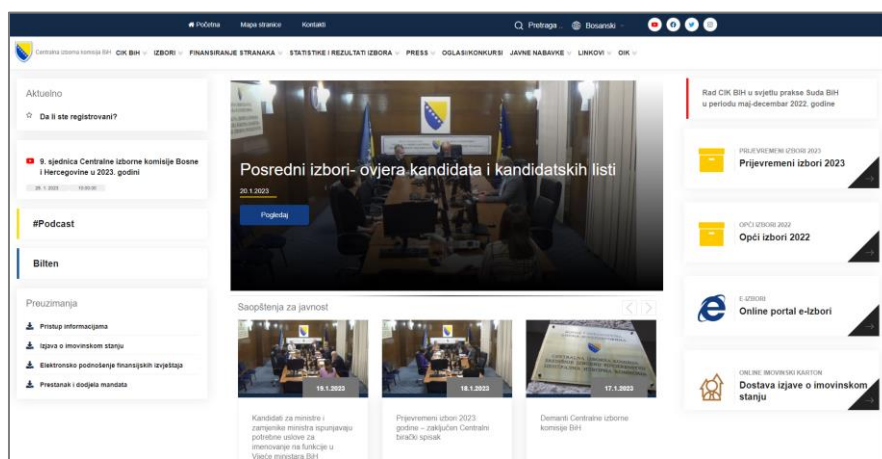 Početna Mapa stranice Kontakti Pretraga .. Bosanski
Centralna izborna komisija BiH CIK BiH IZBORI FINANSIRANJE STRANAKA STATISTIKE I REZULTATI IZBORA PRESS OGLASI/KONKURSI JAVNE NABAVKE LINKOVI OIK
Aktuelno
Da li ste registrovani?
9. sjednica Centralne izborne komisije Bosne
i Hercegovine u 2023. godini
#Podcast
Bilten
Preuzimanja
Pristup informacijama
Izjava o imovinskom stanju
Elektronsko podnošenje finansijskih izvještaja
Prestanak i dodjela mandata
Posredni izbori- ovjera kandidata i kandidatskih listi
20.1.2023
Pogledaj
Saopštenja za javnost
19.1.2023
Kandidati za ministre i
zamjenike ministra ispunjavaju
potrebne uslove za
imenovanje na funkcije u
Vijeće ministara BiH
18.1.2023
Prijevremeni izbori 2023.
godine – zaključen Centralni
birački spisak
17.1.2023
Demanti Centralne izborne
komisije BiH
Rad CIK BIH u svjetlu prakse Suda BiH
u periodu maj-decembar 2022. godine
PRIJEVREMENI IZBORI 2023
Prijevremeni izbori 2023
OPĆI IZBORI 2022
Opći izbori 2022
E-IZBORI
Online portal e-Izbori
ONLINE IMOVINSKI KARTON
Dostava izjave o imovinskom
stanju